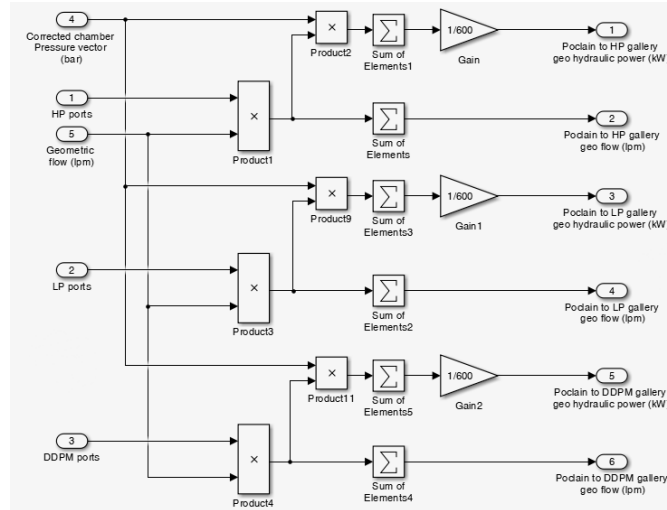 4
Corrected chamber
Pressure vector
(bar)
×
Product2
Sum of
Elements1
1/600
Gain
1
Poclain to HP gallery
geo hydraulic power (kW
1
HP ports
5
Geometric
flow (lpm)
×
Product1
Sum of
Elements
2
Poclain to HP gallery
geo flow (lpm)
×
Product9
Sum of
Elements3
1/600
Gain1
3
Poclain to LP gallery
geo hydraulic power (kW
2
LP ports
×
Product3
Sum of
Elements2
4
Poclain to LP gallery
geo flow (lpm)
×
Product11
Sum of
Elements5
1/600
Gain2
5
Poclain to DDPM gallery
geo hydraulic power (kW
3
DDPM ports
×
Product4
Sum of
Elements4
6
Poclain to DDPM gallery
geo flow (lpm)